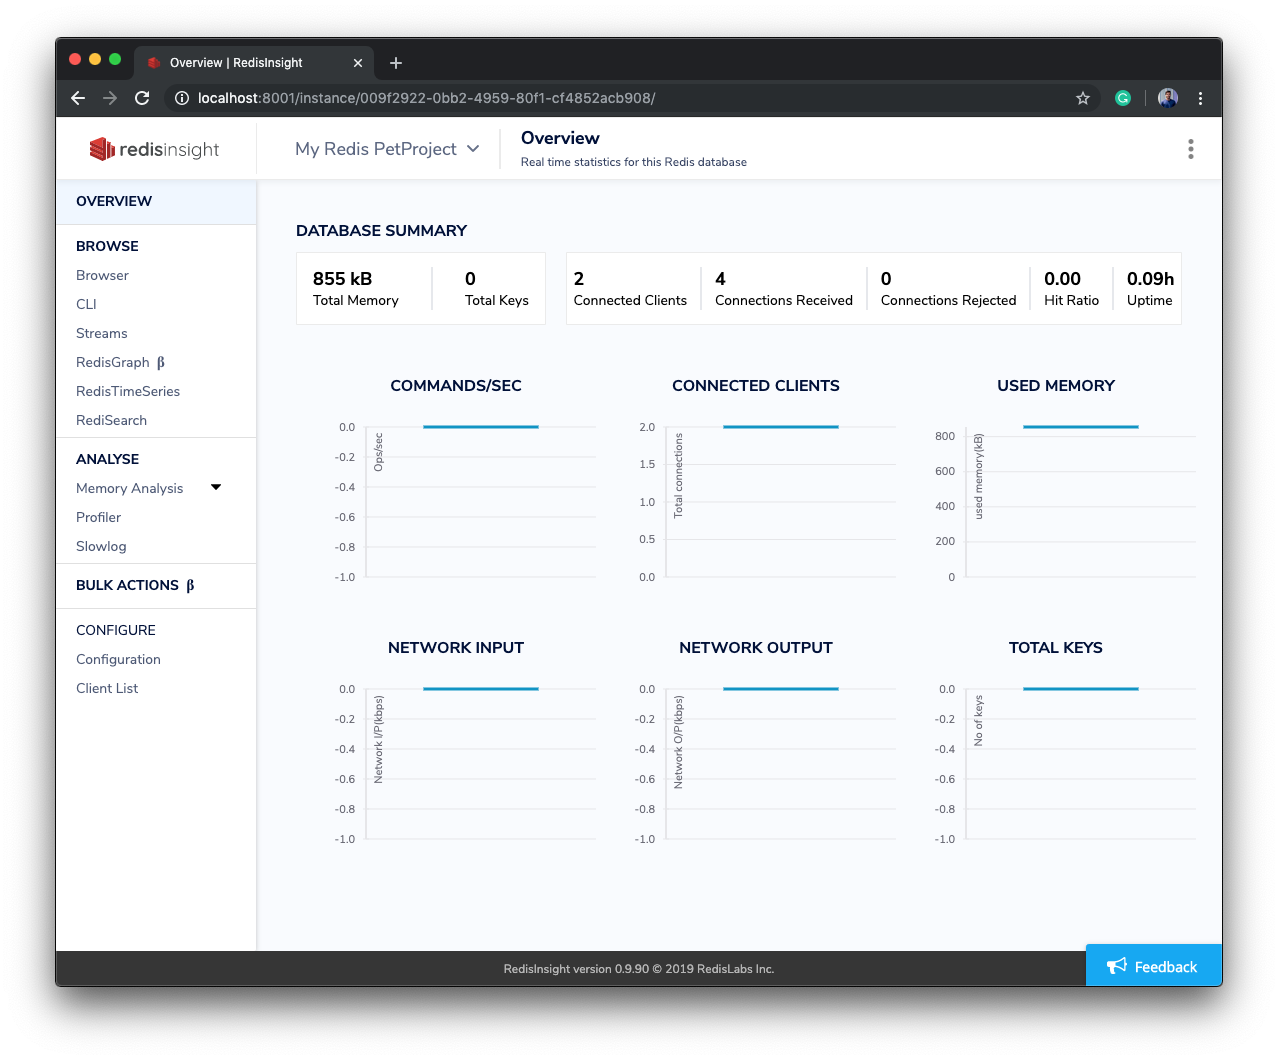 Overview | RedisInsight
localhost:8001/instance/009f2922-0bb2-4959-80f1-cf4852acb908/
redisinsight
My Redis PetProject
Overview
Real time statistics for this Redis database
OVERVIEW
BROWSE
Browser
CLI
Streams
RedisGraph β
RedisTimeSeries
RediSearch
ANALYSE
Memory Analysis
Profiler
Slowlog
BULK ACTIONS β
CONFIGURE
Configuration
Client List
DATABASE SUMMARY
855 kB
Total Memory
0
Total Keys
2
Connected Clients
4
Connections Received
0
Connections Rejected
0.00
Hit Ratio
0.09h
Uptime
COMMANDS/SEC
0.0
-0.2
-0.4
-0.6
-0.8
-1.0
Ops/sec
CONNECTED CLIENTS
2.0
1.5
1.0
0.5
0.0
Total connections
USED MEMORY
800
600
400
200
0
used memory(kB)
NETWORK INPUT
0.0
-0.2
-0.4
-0.6
-0.8
-1.0
Network I/P(kbps)
NETWORK OUTPUT
0.0
-0.2
-0.4
-0.6
-0.8
-1.0
Network O/P(kbps)
TOTAL KEYS
0.0
-0.2
-0.4
-0.6
-0.8
-1.0
No of keys
RedisInsight version 0.9.90 © 2019 RedisLabs Inc.
Feedback